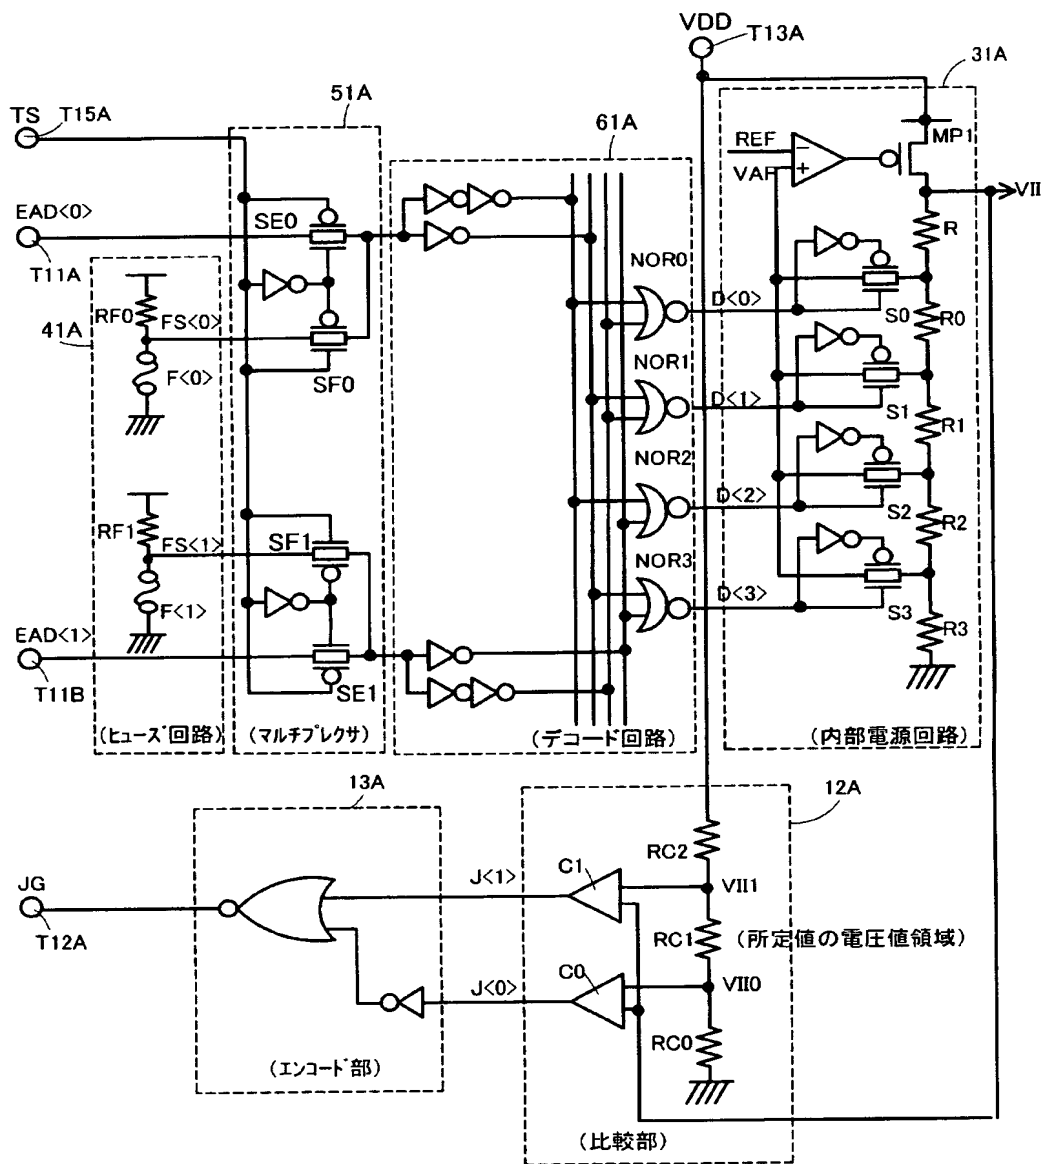 VDD
T13A
31A
TS
T15A
51A
61A
REF
MP1
VAR
VII
EAD<0>
SE0
R
T11A
NOR0
D<0>
RF0
FS<0>
S0
R0
41A
F<0>
SF0
NOR1
D<1>
S1
R1
NOR2
D<2>
S2
R2
RF1
FS<1>
SF1
NOR3
D<3>
S3
R3
F<1>
EAD<1>
T11B
SE1
(ヒューズ回路)
(マルチプレクサ)
(デコード回路)
(内部電源回路)
13A
12A
RC2
C1
J<1>
VII1
JG
T12A
RC1
(所定値の電圧値領域)
C0
J<0>
VII0
RC0
(エンコード部)
(比較部)